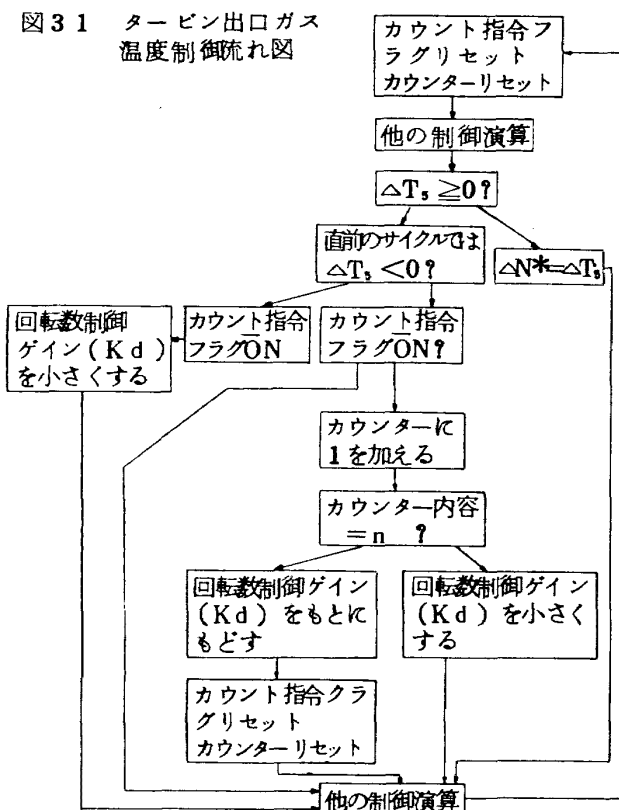 図31 タービン出口ガス
温度制御流れ図
カウント指令フ
ラグリセット
カウンターリセット
他の制御演算
△T₅≧0?
直前のサイクルでは
△T₅<0?
△N*=△T₅
回転数制御
ゲイン(Kd)
を小さくする
カウント指令
フラグON
カウント指令
フラグON?
カウンターに
1を加える
カウンター内容
=n ?
回転数制御ゲイン
(Kd)をもとに
もどす
回転数制御ゲイン
(Kd)を小さく
する
カウント指令クラ
グリセット
カウンターリセット
他の制御演算